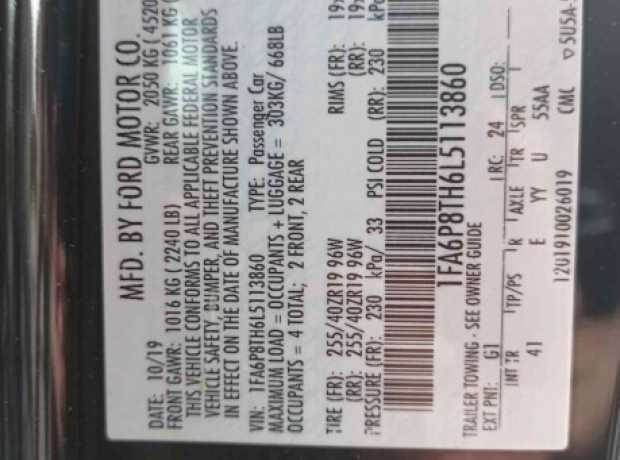 MFD. BY FORD MOTOR CO.
DATE: 10/19 GVWR: 2050 KG ( 4520
FRONT GAWR: 1016 KG ( 2240 LB) REAR GAWR: 1061 KG (
THIS VEHICLE CONFORMS TO ALL APPLICABLE FEDERAL MOTOR
VEHICLE SAFETY, BUMPER, AND THEFT PREVENTION STANDARDS
IN EFFECT ON THE DATE OF MANUFACTURE SHOWN ABOVE.
VIN: 1FA6P8TH6L5113860 TYPE: Passenger Car
MAXIMUM LOAD = OCCUPANTS + LUGGAGE = 303KG/ 668LB
OCCUPANTS = 4 TOTAL; 2 FRONT, 2 REAR
TIRE (FR): 255/40ZR19 96W RIMS (FR): 19
(RR): 255/40ZR19 96W (RR): 19
PRESSURE (FR): 230 kPa/ 33 PSI COLD (RR): 230 kPa
1FA6P8TH6L5113860
TRAILER TOWING - SEE OWNER GUIDE
EXT PNT: G1 RC: 24 DSO:
INT TR TP/PS R AXLE TR SPR
41 E YY U 55AA
12U1910026019 CMC 5U5A-